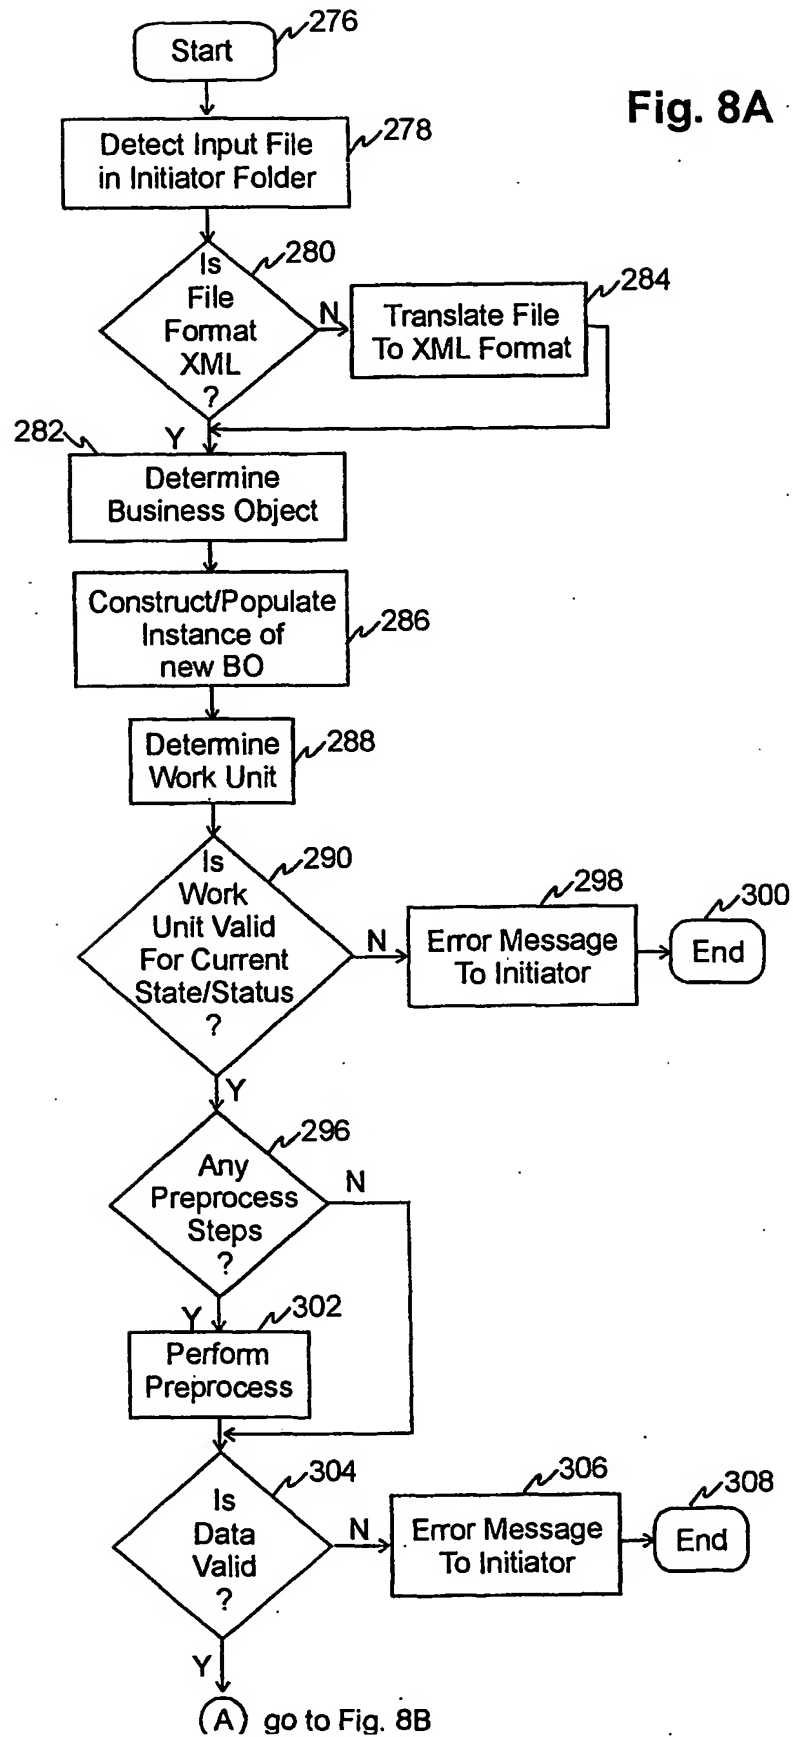 276
Start
Fig. 8A
278
Detect Input File
in Initiator Folder
280
Is
File
Format
XML
?
N
284
Translate File
To XML Format
Y
282
Determine
Business Object
Construct/Populate
Instance of
new BO
286
Determine
Work Unit
288
290
Is
Work
Unit Valid
For Current
State/Status
?
N
298
Error Message
To Initiator
300
End
Y
296
Any
Preprocess
Steps
?
N
Y
302
Perform
Preprocess
304
Is
Data
Valid
?
N
306
Error Message
To Initiator
308
End
Y
A go to Fig. 8B